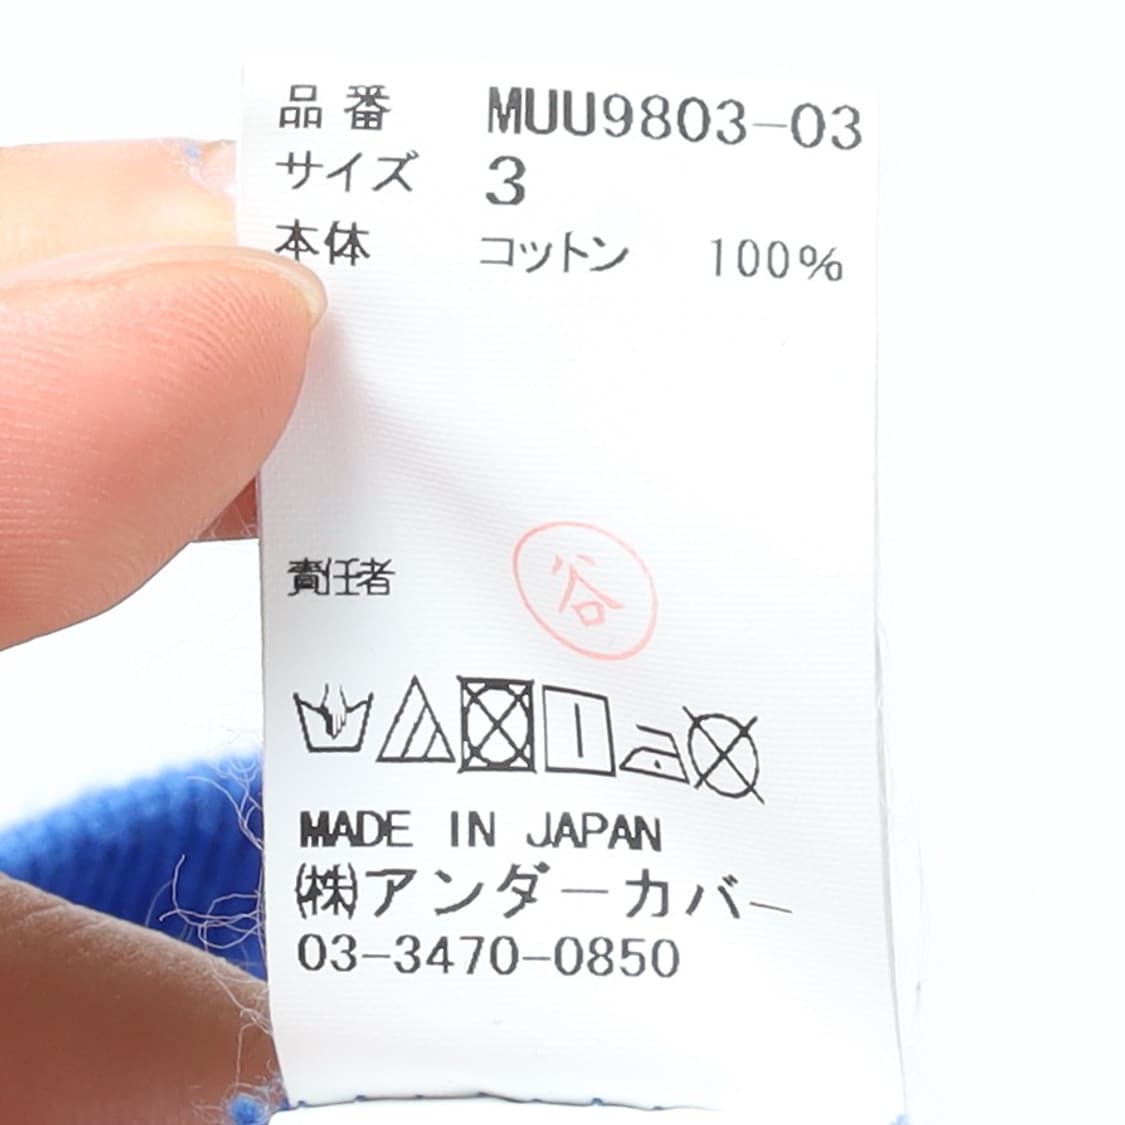 品番 MUU9803-03
サイズ 3
本体 コットン 100%
責任者 谷
MADE IN JAPAN
(株)アンダーカバー
03-3470-0850